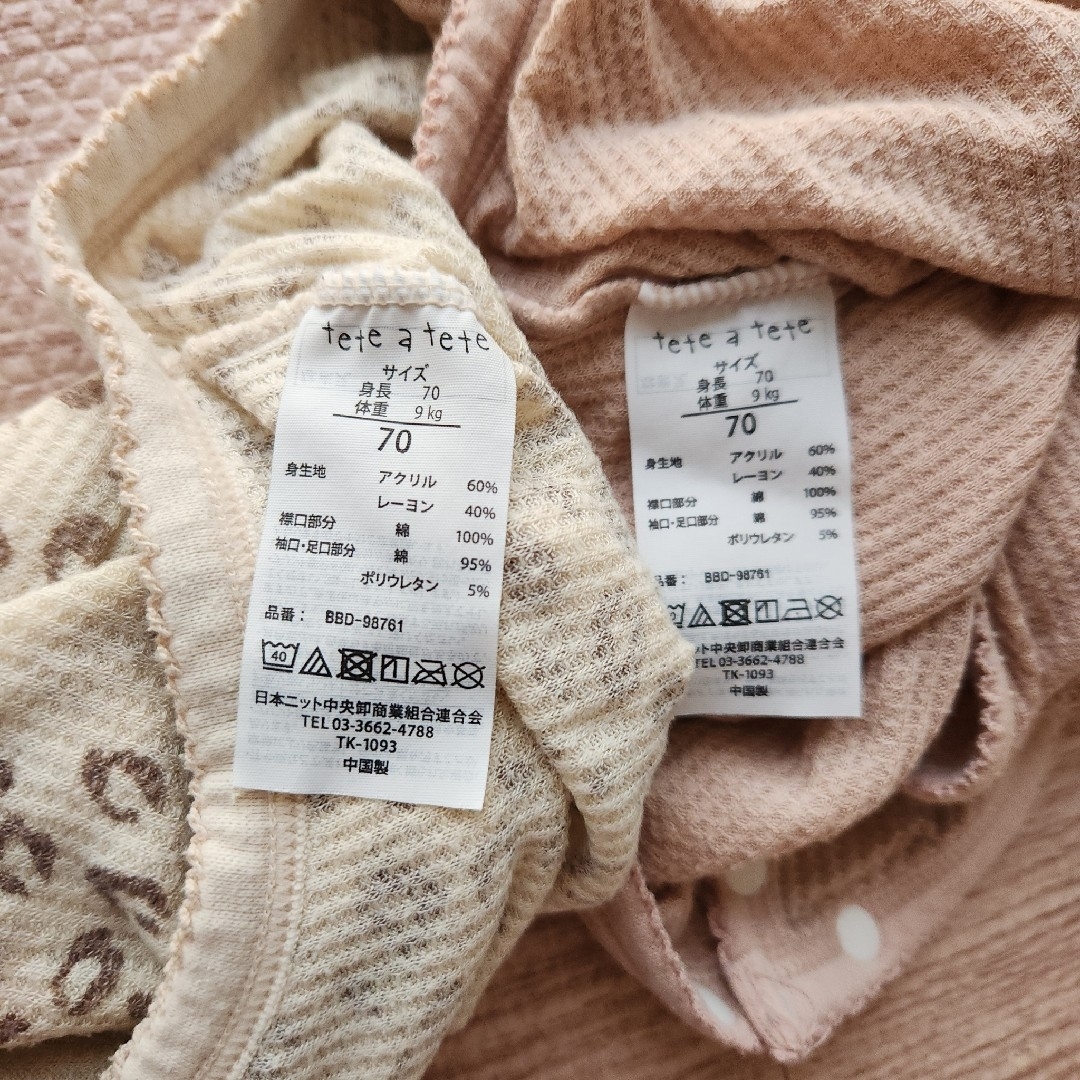 tete a tete
サイズ
身長 70
体重 9kg
70
身生地 アクリル 60%
レーヨン 40%
襟口部分 綿 100%
袖口・足口部分 綿 95%
ポリウレタン 5%
品番： BBD-98761
40
日本ニット中央卸商業組合連合会
TEL 03-3662-4788
TK-1093
中国製
tete a tete
サイズ
身長 70
体重 9kg
70
身生地 アクリル 60%
レーヨン 40%
襟口部分 綿 100%
袖口・足口部分 綿 95%
ポリウレタン 5%
品番： BBD-98761
ット中央卸商業組合連合会
TEL 03-3662-4788
TK-1093
中国製